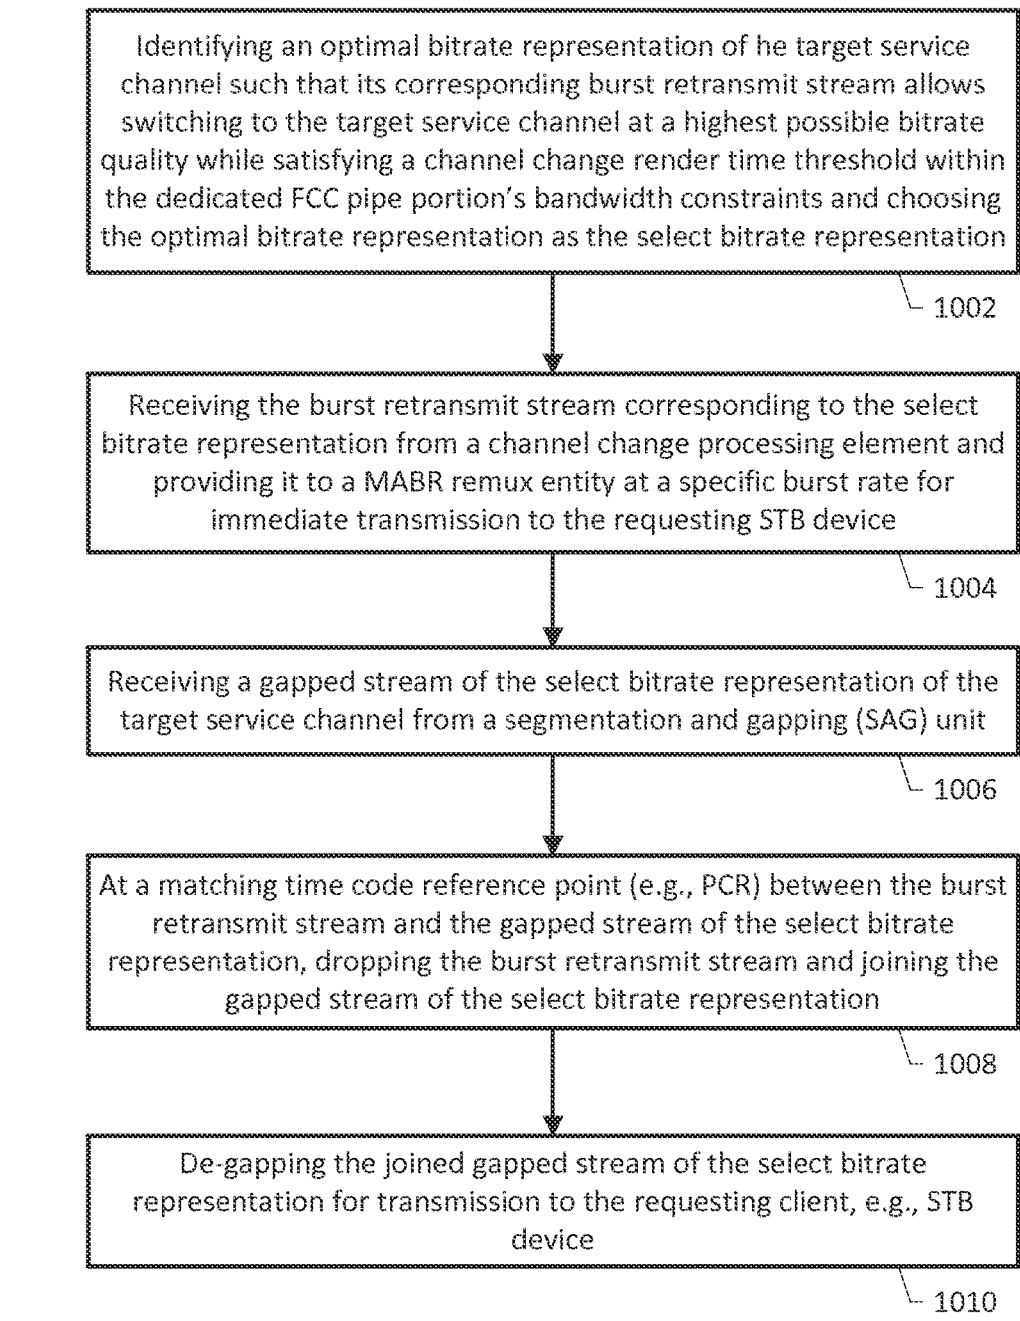 Identifying an optimal bitrate representation of he target service
channel such that its corresponding burst retransmit stream allows
switching to the target service channel at a highest possible bitrate
quality while satisfying a channel change render time threshold within
the dedicated FCC pipe portion's bandwidth constraints and choosing
the optimal bitrate representation as the select bitrate representation
1002
Receiving the burst retransmit stream corresponding to the select
bitrate representation from a channel change processing element and
providing it to a MABR remux entity at a specific burst rate for
immediate transmission to the requesting STB device
1004
Receiving a gapped stream of the select bitrate representation of the
target service channel from a segmentation and gapping (SAG) unit
1006
At a matching time code reference point (e.g., PCR) between the burst
retransmit stream and the gapped stream of the select bitrate
representation, dropping the burst retransmit stream and joining the
gapped stream of the select bitrate representation
1008
De-gapping the joined gapped stream of the select bitrate
representation for transmission to the requesting client, e.g., STB
device
1010